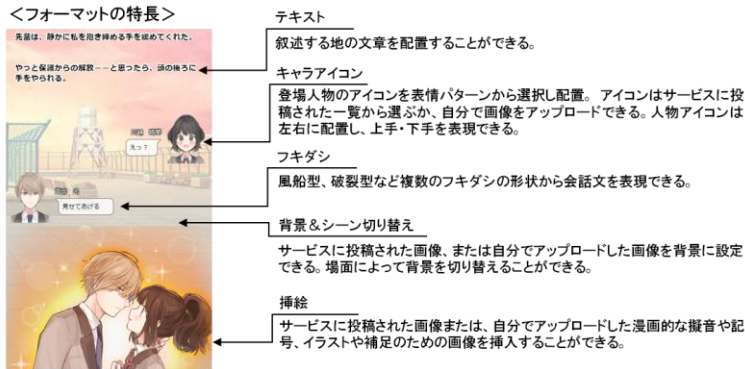 ＜フォーマットの特長＞
先輩は、静かに私を抱き締める手を緩めてくれた。
やっと保護からの解放――と思ったら、頭の後ろに
手をやられる。
えっ？
見せてあげる
テキスト
叙述する地の文章を配置することができる。
キャラアイコン
登場人物のアイコンを表情パターンから選択し配置。 アイコンはサービスに投
稿された一覧から選ぶか、自分で画像をアップロードできる。人物アイコンは
左右に配置し、上手・下手を表現できる。
フキダシ
風船型、破裂型など複数のフキダシの形状から会話文を表現できる。
背景＆シーン切り替え
サービスに投稿された画像、または自分でアップロードした画像を背景に設定
できる。場面によって背景を切り替えることができる。
挿絵
サービスに投稿された画像または、自分でアップロードした漫画的な擬音や記
号、イラストや補足のための画像を挿入することができる。